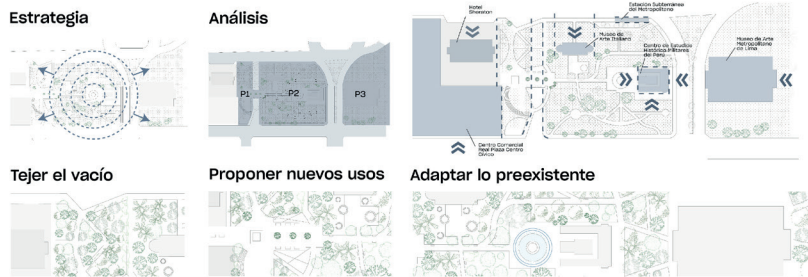 Estrategia
Análisis
P1
P2
P3
Hotel
Sheraton
Museo de
Arte Italiano
Estación Subterránea
del Metropolitano
Centro de Estudios
Histórico Militares
del Perú
Museo de Arte
Metropolitano
de Lima
Centro Comercial
Real Plaza Centro
Cívico
Tejer el vacío
Proponer nuevos usos
Adaptar lo preexistente